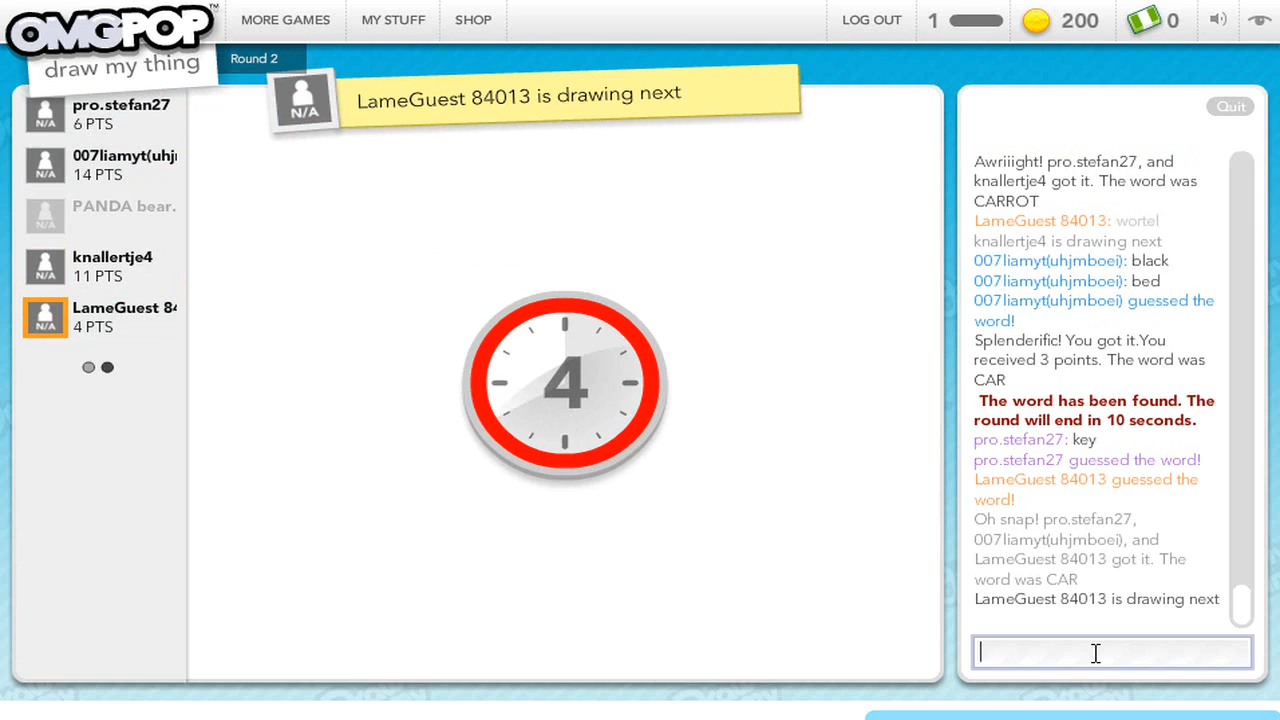 OMGPOP™
MORE GAMES
MY STUFF
SHOP
LOG OUT
1
200
0
draw my thing
Round 2
N/A
LameGuest 84013 is drawing next
N/A
pro.stefan27
6 PTS
N/A
007liamyt(uhj
14 PTS
N/A
PANDA bear.
N/A
knallertje4
11 PTS
N/A
LameGuest 84
4 PTS
4
Quit
Awriiight! pro.stefan27, and
knallertje4 got it. The word was
CARROT
LameGuest 84013: wortel
knallertje4 is drawing next
007liamyt(uhjmboei): black
007liamyt(uhjmboei): bed
007liamyt(uhjmboei) guessed the
word!
Splenderific! You got it.You
received 3 points. The word was
CAR
The word has been found. The
round will end in 10 seconds.
pro.stefan27: key
pro.stefan27 guessed the word!
LameGuest 84013 guessed the
word!
Oh snap! pro.stefan27,
007liamyt(uhjmboei), and
LameGuest 84013 got it. The
word was CAR
LameGuest 84013 is drawing next